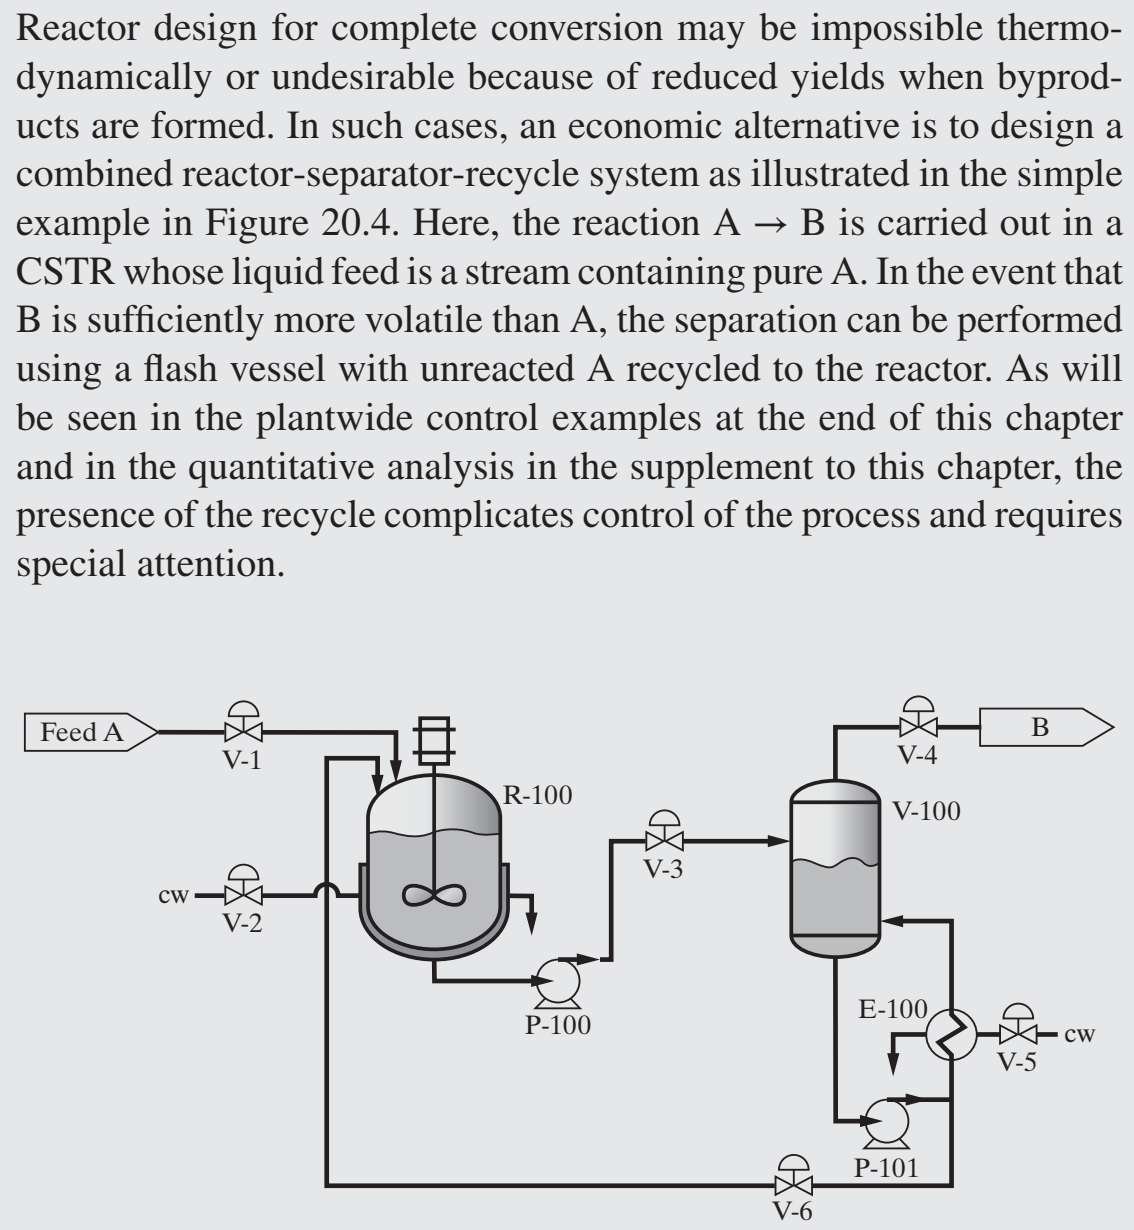 Reactor design for complete conversion may be impossible thermo-
dynamically or undesirable because of reduced yields when byprod-
ucts are formed. In such cases, an economic alternative is to design a
combined reactor-separator-recycle system as illustrated in the simple
example in Figure 20.4. Here, the reaction A → B is carried out in a
CSTR whose liquid feed is a stream containing pure A. In the event that
B is sufficiently more volatile than A, the separation can be performed
using a flash vessel with unreacted A recycled to the reactor. As will
be seen in the plantwide control examples at the end of this chapter
and in the quantitative analysis in the supplement to this chapter, the
presence of the recycle complicates control of the process and requires
special attention.
Feed A
V-1
R-100
B
V-4
V-100
V-3
cw
V-2
P-100
E-100
cw
V-5
P-101
V-6